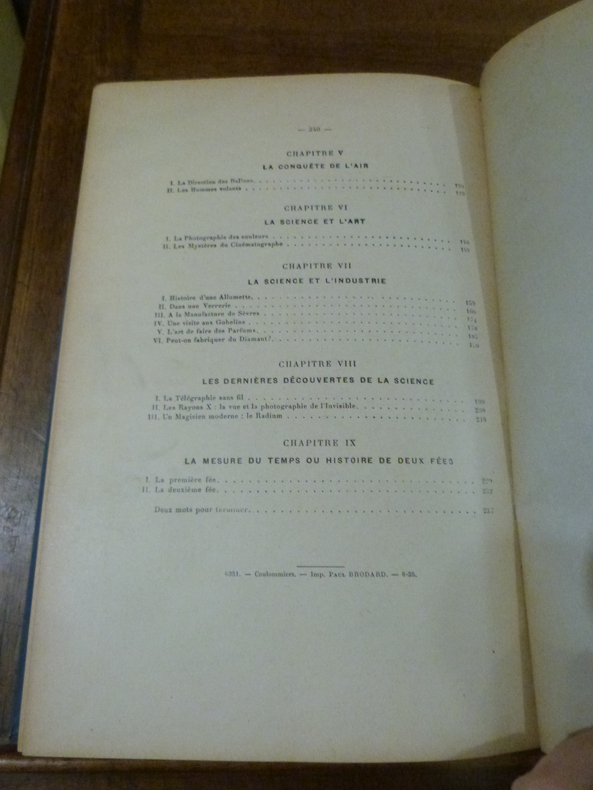 — 240 —
CHAPITRE V
LA CONQUÊTE DE L'AIR
I. La Direction des Ballons.
II. Les Hommes volants
CHAPITRE VI
LA SCIENCE ET L'ART
I. La Photographie des couleurs
II. Les Mystères du Cinématographe
CHAPITRE VII
LA SCIENCE ET L'INDUSTRIE
I. Histoire d'une Allumette.
II. Dans une Verrerie
III. A la Manufacture de Sèvres
IV. Une visite aux Gobelins
V. L'art de faire des Parfums.
VI. Peut-on fabriquer du Diamant?.
CHAPITRE VIII
LES DERNIÈRES DÉCOUVERTES DE LA SCIENCE
I. La Télégraphie sans fil
II. Les Rayons X : la vue et la photographie de l'Invisible.
III. Un Magicien moderne : le Radium
CHAPITRE IX
LA MESURE DU TEMPS OU HISTOIRE DE DEUX FÉES
I. La première fée.
II. La deuxième fée.
Deux mots pour terminer.
— Coulommiers. — Imp. PAUL BRODARD. —